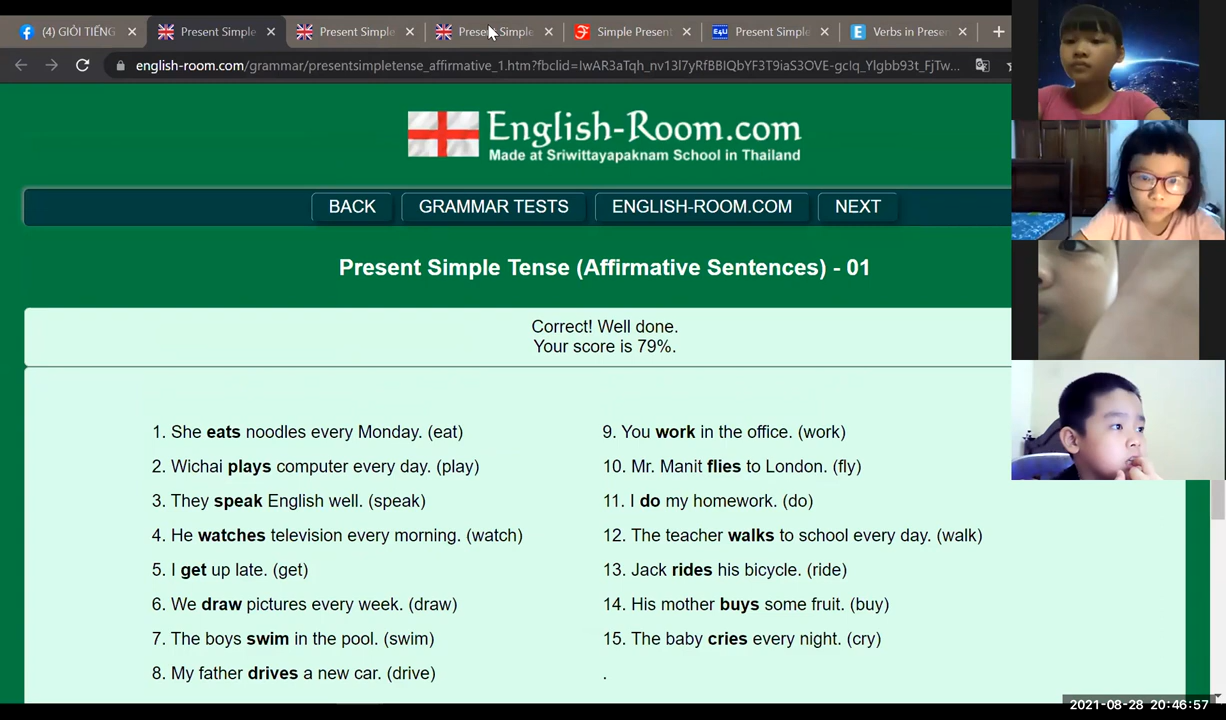 (4) GIỎI TIẾNG
Present Simple
Present Simple
Present Simple
Simple Present
E4U
Present Simple
E
Verbs in Presen
english-room.com/grammar/presentsimpletense_affirmative_1.htm?fbclid=IwAR3aTqh_nv13l7yRfBBIQbYF3T9iaS3OVE-gcIq_Ylgbb93t_FjTw...
English-Room.com
Made at Sriwittayapaknam School in Thailand
BACK
GRAMMAR TESTS
ENGLISH-ROOM.COM
NEXT
Present Simple Tense (Affirmative Sentences) - 01
Correct! Well done.
Your score is 79%.
1. She eats noodles every Monday. (eat)
2. Wichai plays computer every day. (play)
3. They speak English well. (speak)
4. He watches television every morning. (watch)
5. I get up late. (get)
6. We draw pictures every week. (draw)
7. The boys swim in the pool. (swim)
8. My father drives a new car. (drive)
9. You work in the office. (work)
10. Mr. Manit flies to London. (fly)
11. I do my homework. (do)
12. The teacher walks to school every day. (walk)
13. Jack rides his bicycle. (ride)
14. His mother buys some fruit. (buy)
15. The baby cries every night. (cry)
.
2021-08-28 20:46:57